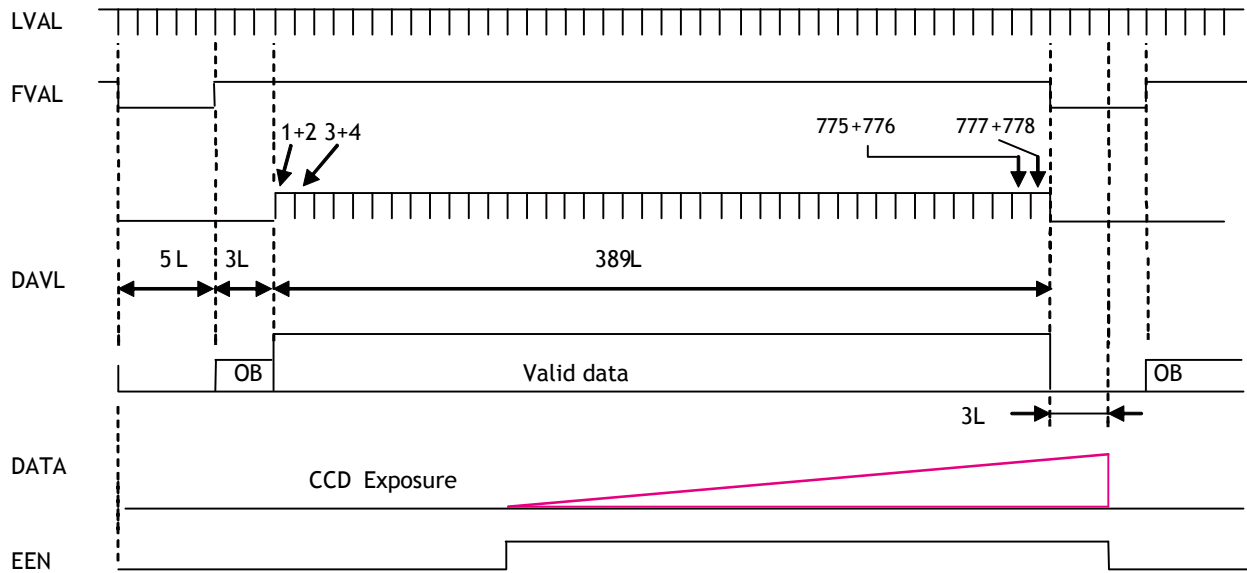 LVAL
FVAL
1+2 3+4
775+776
777+778
5 L
3L
389L
DAVL
OB
Valid data
OB
3L
DATA
CCD Exposure
EEN